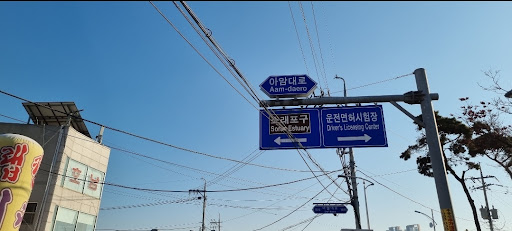 아암대로
Aam-daero
소래포구
Sorae Estuary
운전면허시험장
Driver's Licensing Center